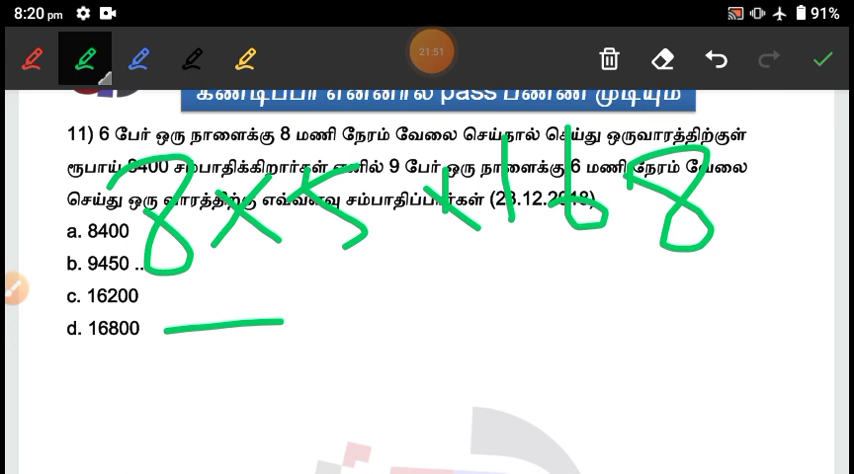 8:20 pm 91%
21:51
கண்டிப்பா என்னால் pass பண்ண முடியும்
11) 6 பேர் ஒரு நாளைக்கு 8 மணி நேரம் வேலை செய்தால் செய்து ஒருவாரத்திற்குள்
ரூபாய் 8400 சம்பாதிக்கிறார்கள் எனில் 9 பேர் ஒரு நாளைக்கு 6 மணி நேரம் வேலை
செய்து ஒரு வாரத்திற்கு எவ்வளவு சம்பாதிப்பார்கள் (23.12.2018)
8 x 5 x 168
a. 8400
b. 9450 ..
c. 16200
d. 16800